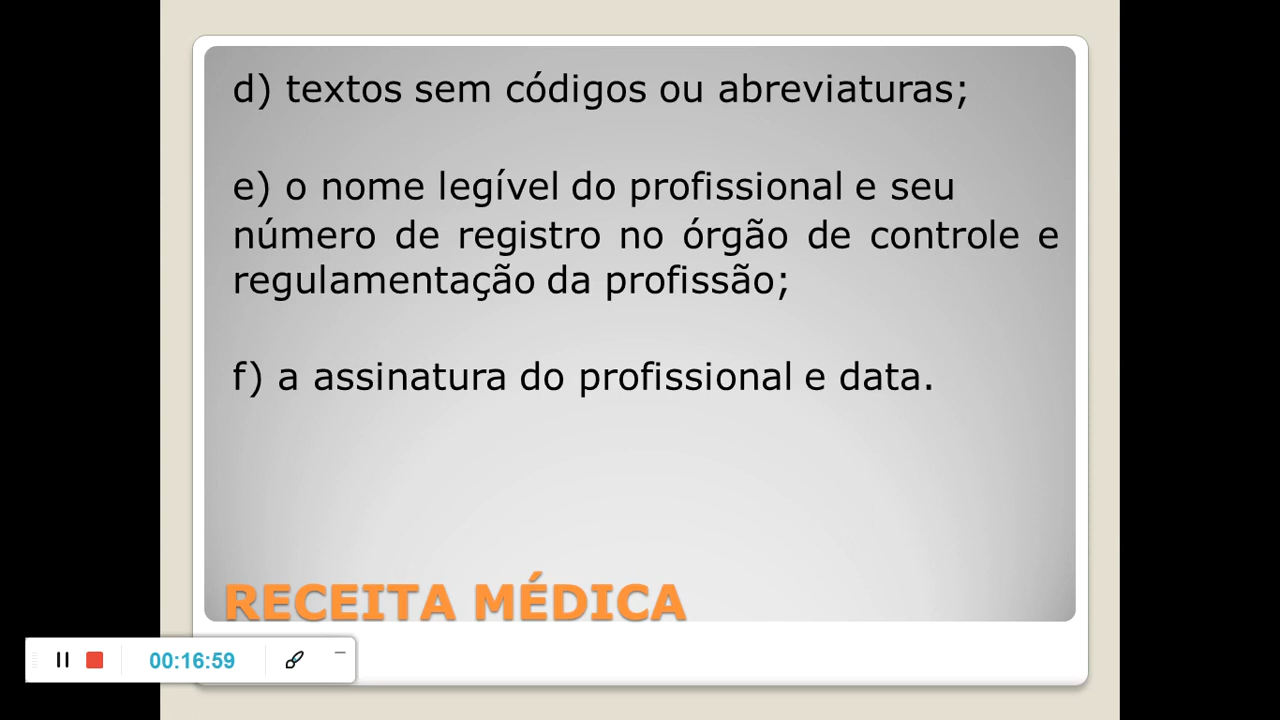 d) textos sem códigos ou abreviaturas;
e) o nome legível do profissional e seu
número de registro no órgão de controle e
regulamentação da profissão;
f) a assinatura do profissional e data.
RECEITA MÉDICA
00:16:59